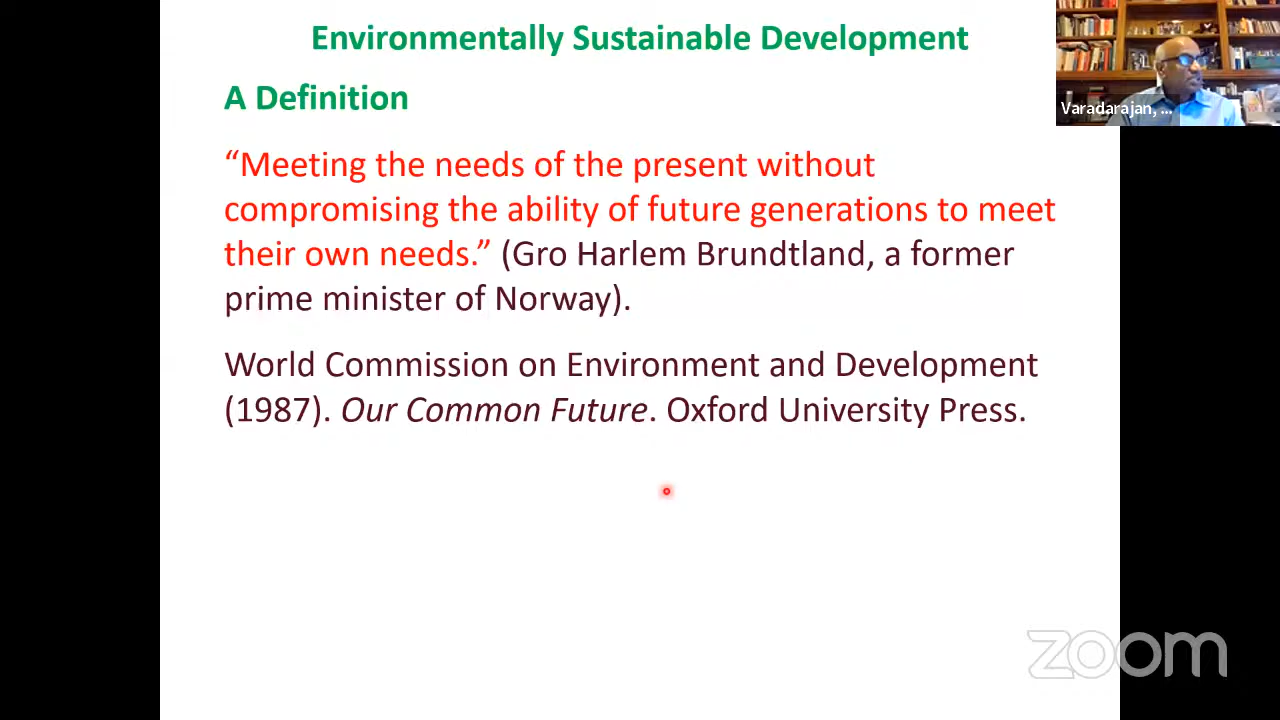 Environmentally Sustainable Development
A Definition
“Meeting the needs of the present without
compromising the ability of future generations to meet
their own needs.” (Gro Harlem Brundtland, a former
prime minister of Norway).
World Commission on Environment and Development
(1987). Our Common Future. Oxford University Press.
Varadarajan, ...
zoom